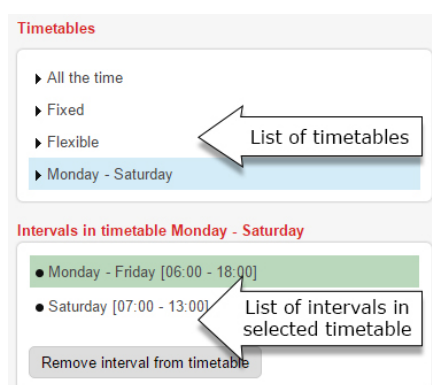 Timetables
All the time
Fixed
Flexible
List of timetables
Monday - Saturday
Intervals in timetable Monday - Saturday
Monday - Friday [06:00 - 18:00]
Saturday [07:00 - 13:00]
List of intervals in
selected timetable
Remove interval from timetable